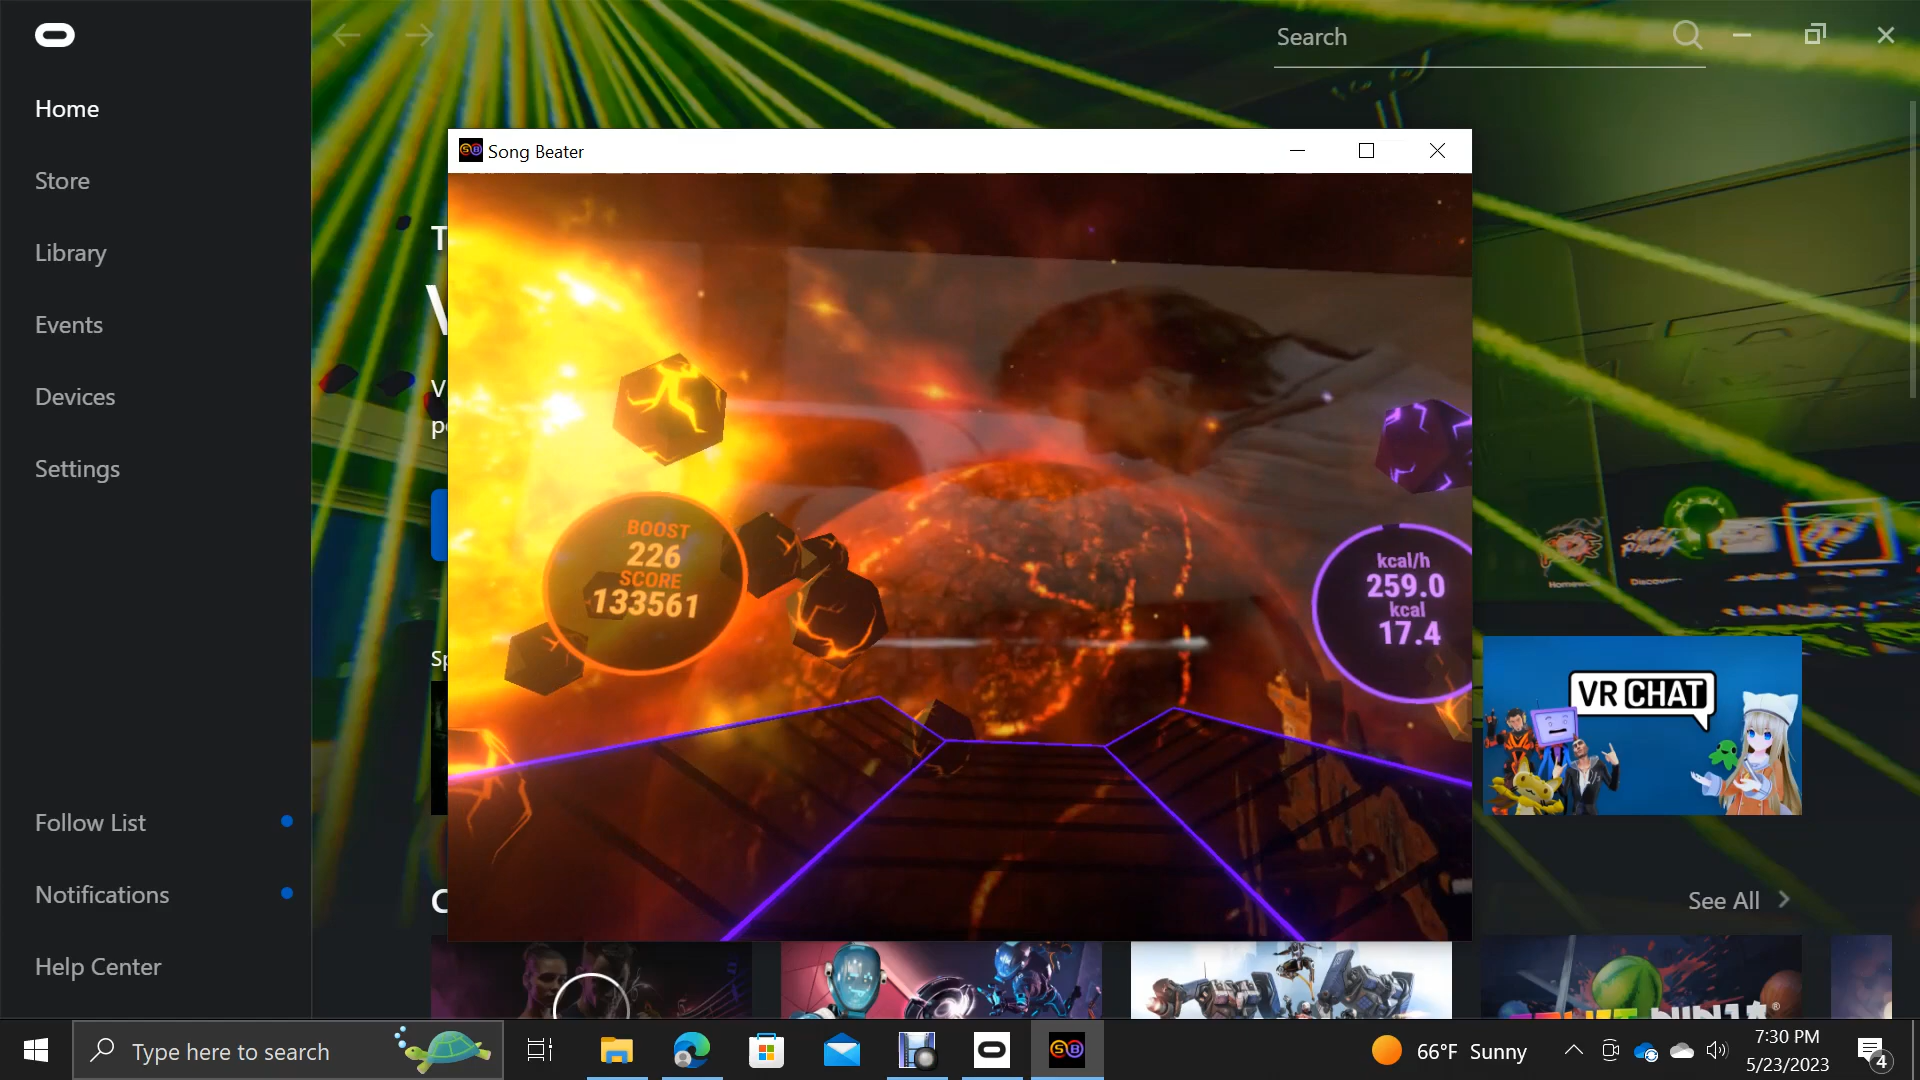 Search
Home
Store
Library
Events
Devices
Settings
Follow List
Notifications
Help Center
Song Beater
BOOST
226
SCORE
133561
kcal/h
259.0
kcal
17.4
VR CHAT
See All
Type here to search
66°F Sunny
7:30 PM
5/23/2023
4